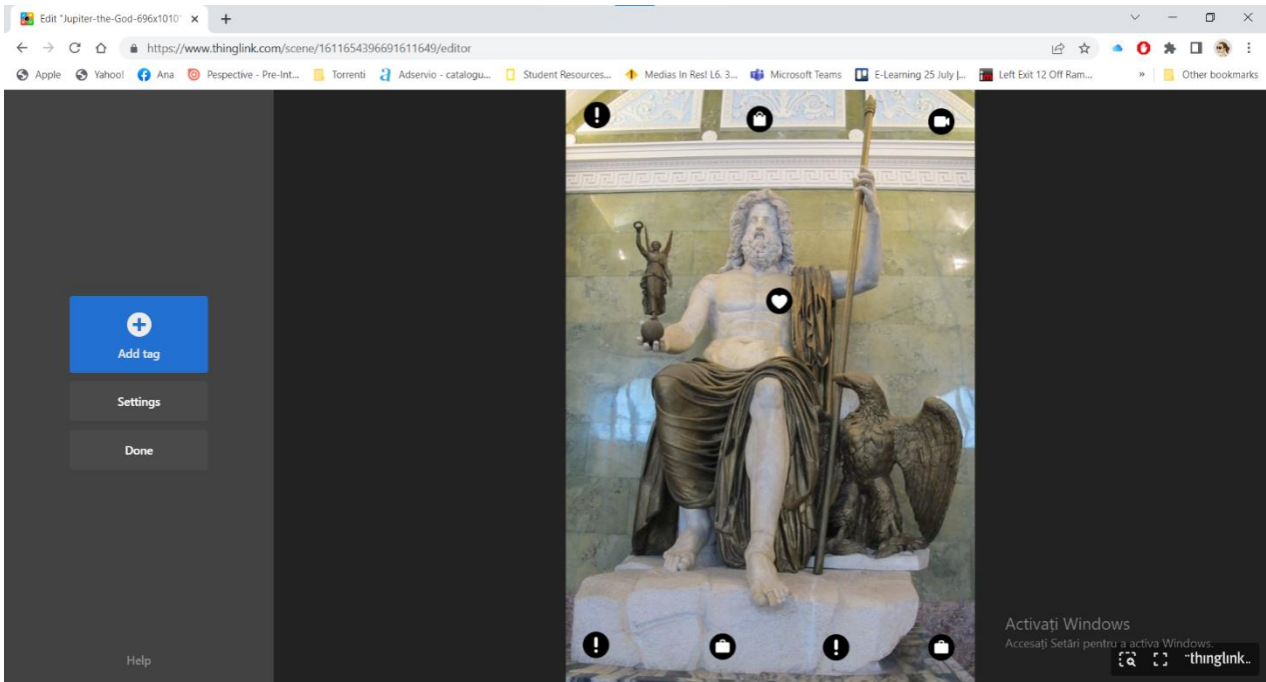 Edit "Jupiter-the-God-696x1010"
https://www.thinglink.com/scene/1611654396691611649/editor
Apple Yahoo! Ana Pespective - Pre-Int... Torrenti Adservio - catalogu... Student Resources... Medias In Res! L6. 3... Microsoft Teams E-Learning 25 July |... Left Exit 12 Off Ram... » Other bookmarks
Add tag
Settings
Done
Activați Windows
Accesați Setări pentru a activa Windows.
Help
thinglink..